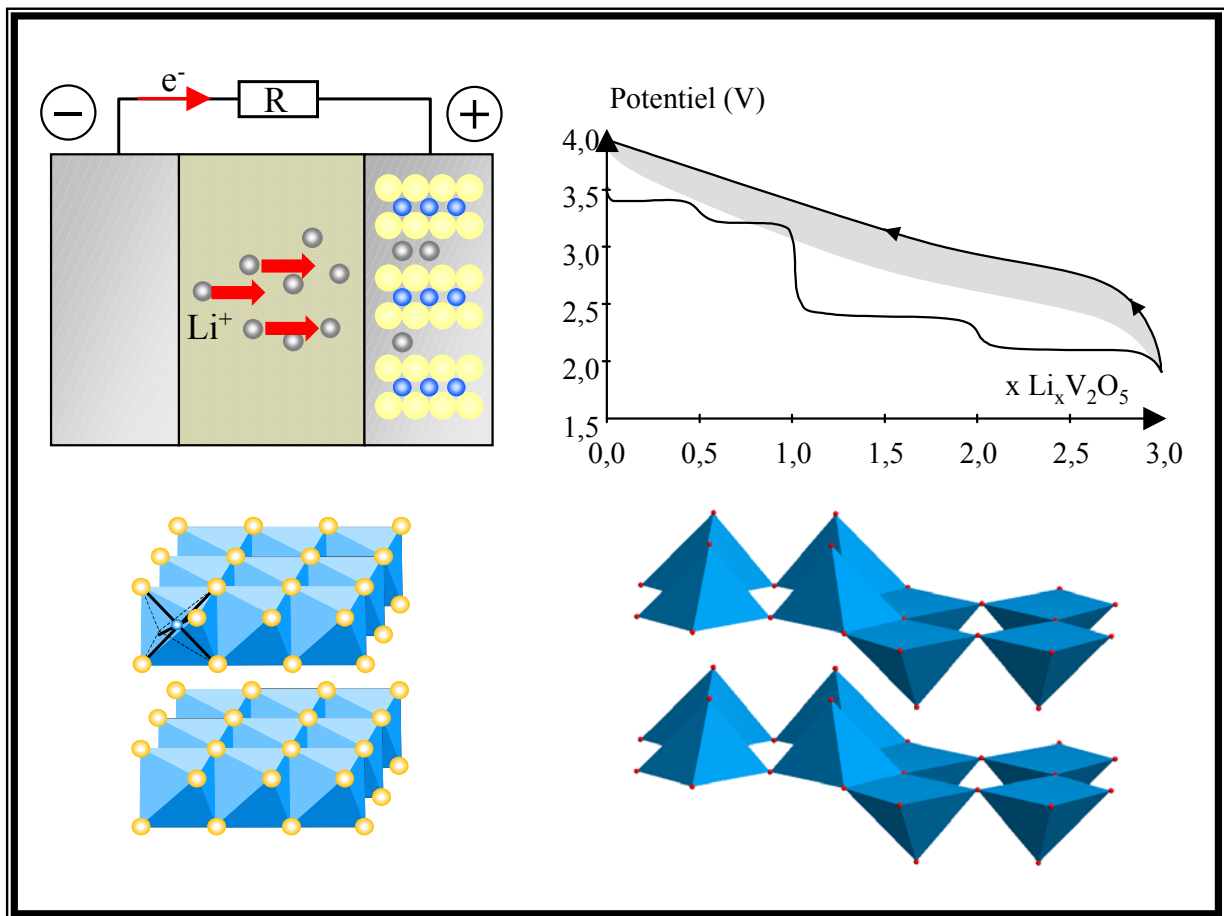 e-
R
−
+
Li+
Potentiel (V)
4,0
3,5
3,0
2,5
2,0
1,5
x LixV2O5
0,0 0,5 1,0 1,5 2,0 2,5 3,0